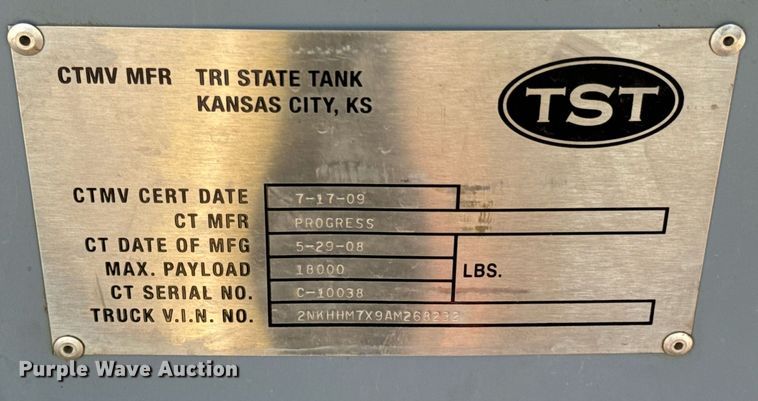 CTMV MFR TRI STATE TANK
KANSAS CITY, KS
TST
CTMV CERT DATE 7-17-09
CT MFR PROGRESS
CT DATE OF MFG 5-29-08
MAX. PAYLOAD 18000 LBS.
CT SERIAL NO. C-10038
TRUCK V.I.N. NO. 2NKHHM7X9AM268232
Purple Wave Auction